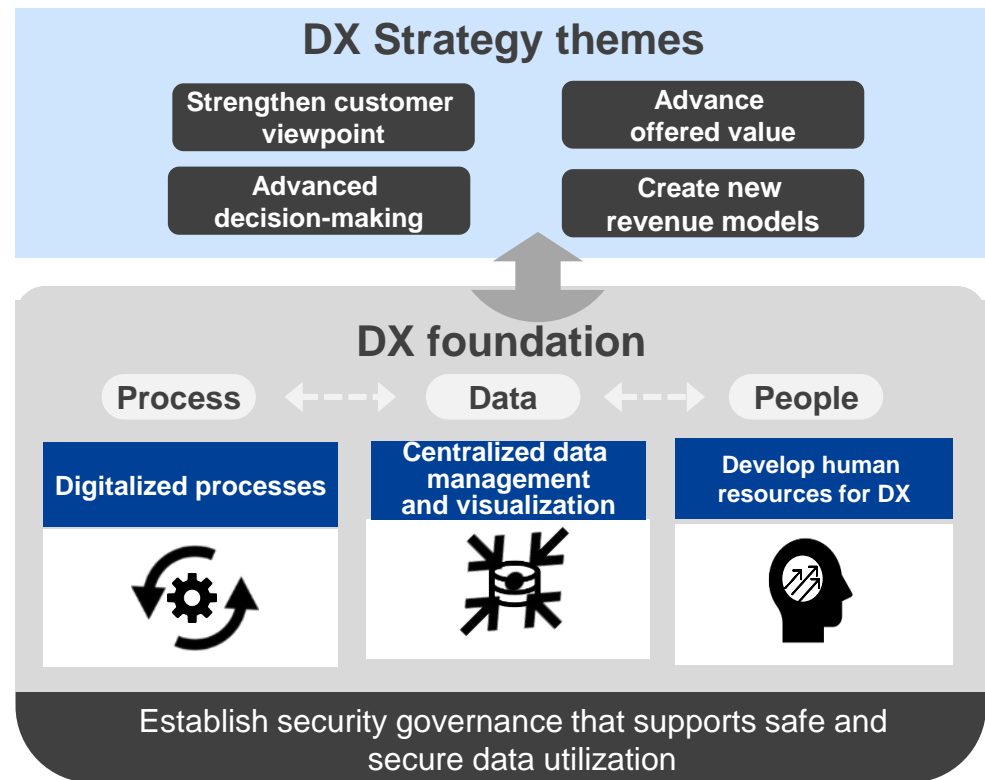 DX Strategy themes
Strengthen customer
viewpoint
Advance
offered value
Advanced
decision-making
Create new
revenue models
DX foundation
Process
Data
People
Digitalized processes
Centralized data
management
and visualization
Develop human
resources for DX
Establish security governance that supports safe and
secure data utilization